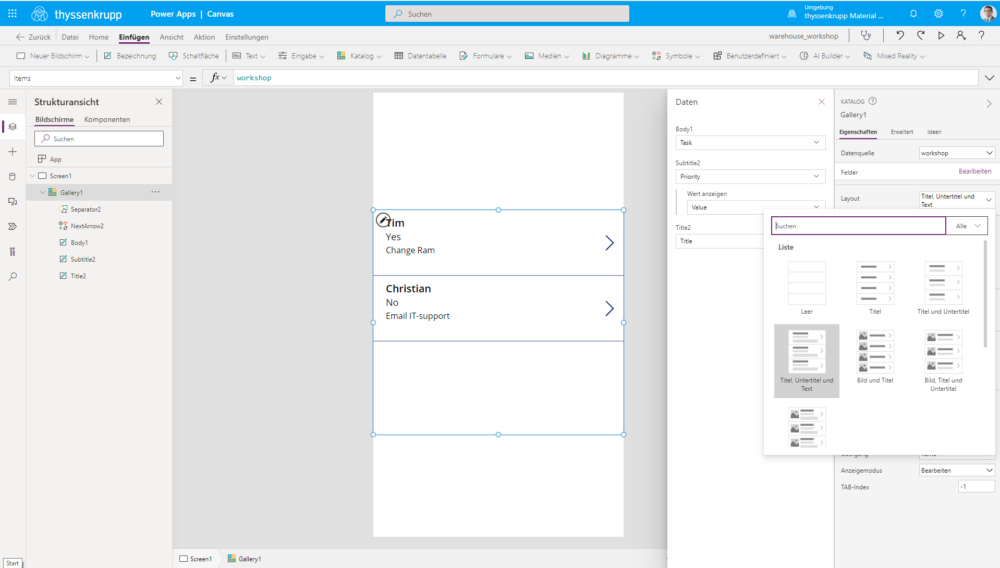 thyssenkrupp
Power Apps | Canvas
Suchen
Umgebung
thyssenkrupp Material ...
Zurück
Datei
Home
Einfügen
Ansicht
Aktion
Einstellungen
warehouse_workshop
Neuer Bildschirm
Bezeichnung
Schaltfläche
Abc
Text
Eingabe
Katalog
Datentabelle
Formulare
Medien
Diagramme
Symbole
Benutzerdefiniert
AI Builder
Mixed Reality
Items
=
fx
workshop
Strukturansicht
Bildschirme
Komponenten
Suchen
App
Screen1
Gallery1
...
Separator2
NextArrow2
Body1
Subtitle2
Title2
Tim
Yes
Change Ram
Christian
No
Email IT-support
Daten
Body1
Task
Subtitle2
Priority
Wert anzeigen
Value
Title2
Title
KATALOG
Gallery1
Eigenschaften
Erweitert
Ideen
Datenquelle
workshop
Felder
Bearbeiten
Layout
Titel, Untertitel und
Text
Suchen
Alle
Liste
Leer
Titel
Titel und Untertitel
Titel, Untertitel und
Text
Bild und Titel
Bild, Titel und
Untertitel
Übergang
Keine
Anzeigemodus
Bearbeiten
TAB-Index
-1
Screen1
Gallery1
Start